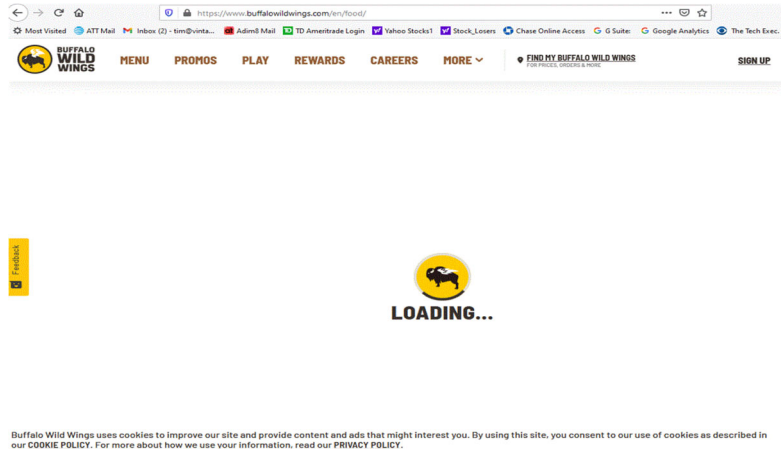 https://www.buffalowildwings.com/en/food/
Most Visited ATT Mail Inbox (2) - tim@vinta... Adim8 Mail TD Ameritrade Login Yahoo Stocks1 Stock_Losers Chase Online Access G Suite: Google Analytics The Tech Exec.
BUFFALO
WILD
WINGS
MENU PROMOS PLAY REWARDS CAREERS MORE
FIND MY BUFFALO WILD WINGS
FOR PRICES, ORDERS & MORE
SIGN UP
Feedback
LOADING...
Buffalo Wild Wings uses cookies to improve our site and provide content and ads that might interest you. By using this site, you consent to our use of cookies as described in
our COOKIE POLICY. For more about how we use your information, read our PRIVACY POLICY.